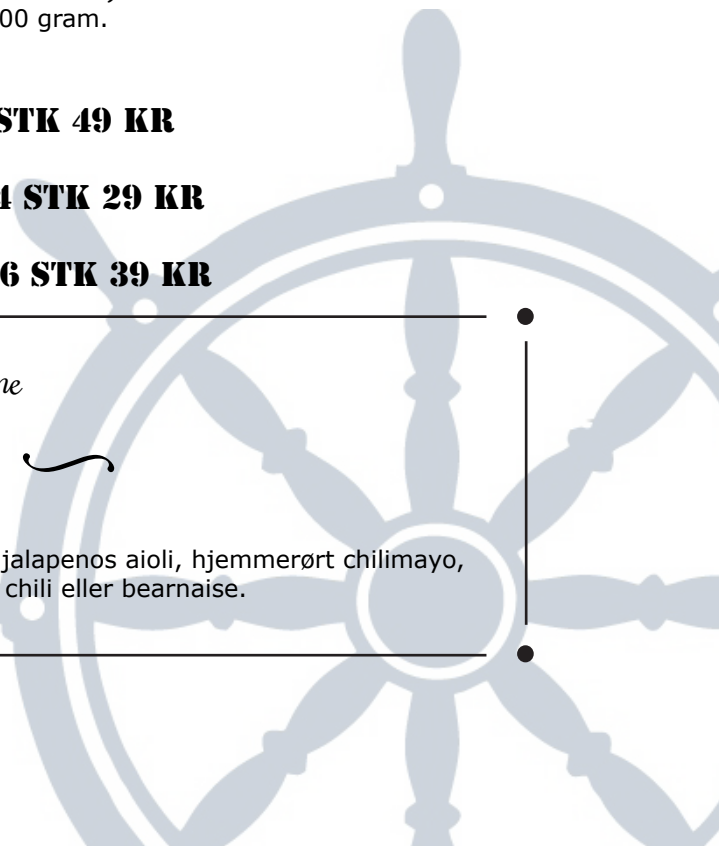 00 gram.
STK 49 KR
4 STK 29 KR
6 STK 39 KR
ne
jalapenos aioli, hjemmerørt chilimayo,
chili eller bearnaise.